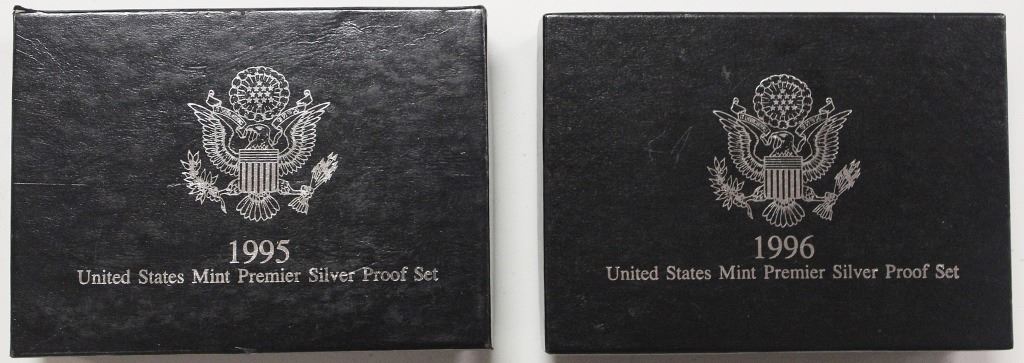 1995
United States Mint Premier Silver Proof Set
1996
United States Mint Premier Silver Proof Set